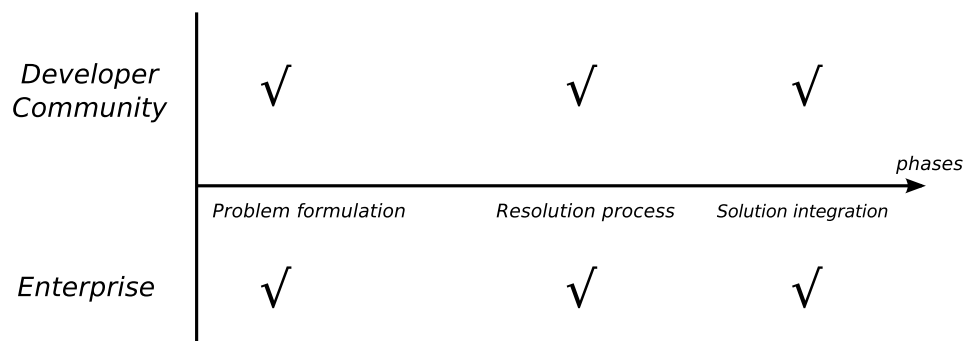 Developer
Community
√ √ √
phases
Problem formulation Resolution process Solution integration
Enterprise
√ √ √